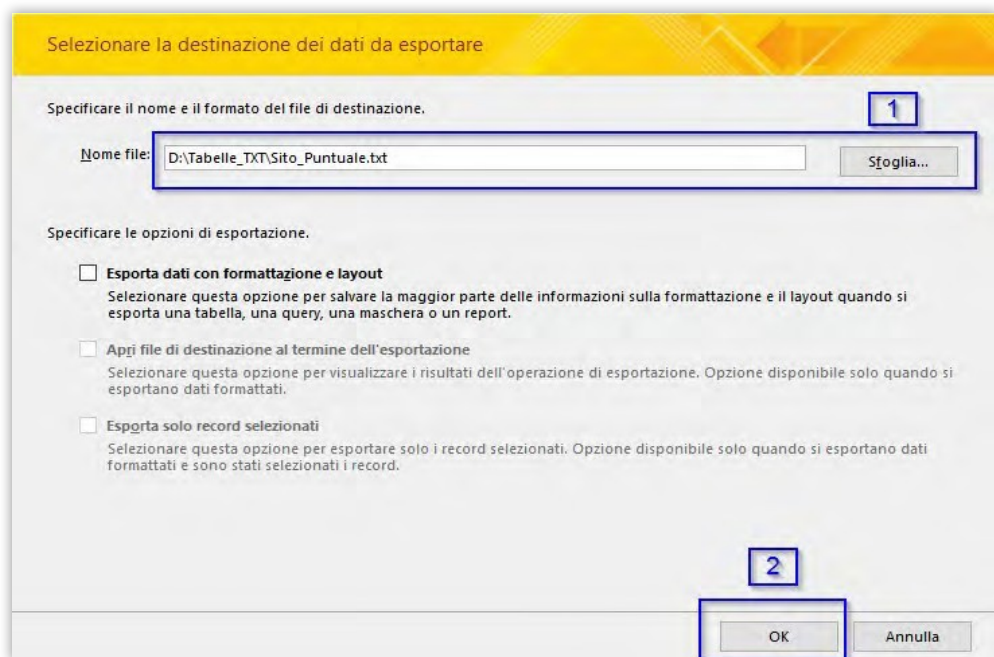 Selezionare la destinazione dei dati da esportare
Specificare il nome e il formato del file di destinazione.
1
Nome file:
D:\Tabelle_TXT\Sito_Puntuale.txt
Sfoglia...
Specificare le opzioni di esportazione.
Esporta dati con formattazione e layout
Selezionare questa opzione per salvare la maggior parte delle informazioni sulla formattazione e il layout quando si
esporta una tabella, una query, una maschera o un report.
Apri file di destinazione al termine dell'esportazione
Selezionare questa opzione per visualizzare i risultati dell'operazione di esportazione. Opzione disponibile solo quando si
esportano dati formattati.
Esporta solo record selezionati
Selezionare questa opzione per esportare solo i record selezionati. Opzione disponibile solo quando si esportano dati
formattati e sono stati selezionati i record.
2
OK
Annulla